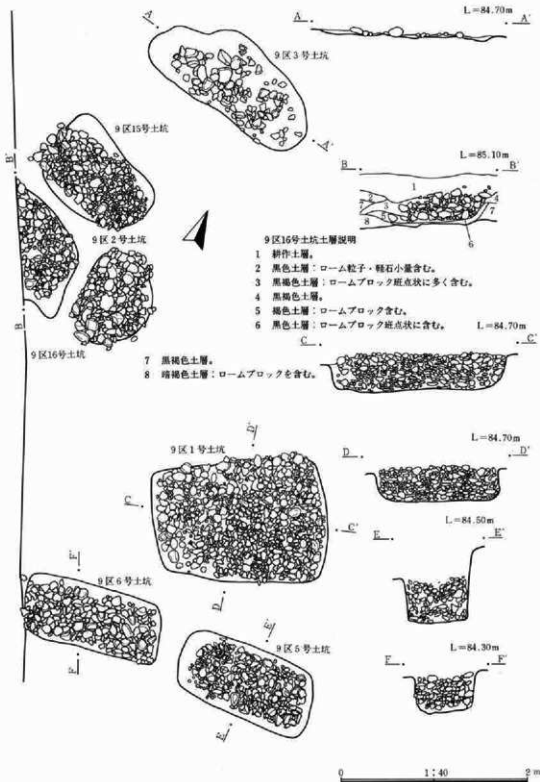 A
9区3号土坑
A'
A
L=84.70m
A'
9区15号土坑
B'
9区2号土坑
B
9区16号土坑
B
L=85.10m
B'
1
2
3
4
7
7
8
5
6
9区16号土坑土層説明
1 耕作土層。
2 黒色土層:ローム粒子・軽石小量含む。
3 黒褐色土層:ロームブロック斑点状に多く含む。
4 黒褐色土層。
5 褐色土層:ロームブロック含む。
6 黒色土層:ロームブロック斑点状に含む。
7 黒褐色土層。
8 暗褐色土層:ロームブロックを含む。
L=84.70m
C
C'
9区1号土坑
D'
C
C'
D
L=84.70m
D
D'
L=84.50m
E
E'
9区6号土坑
F'
F
9区5号土坑
E'
E
L=84.30m
F
F'
0
1:40
2m